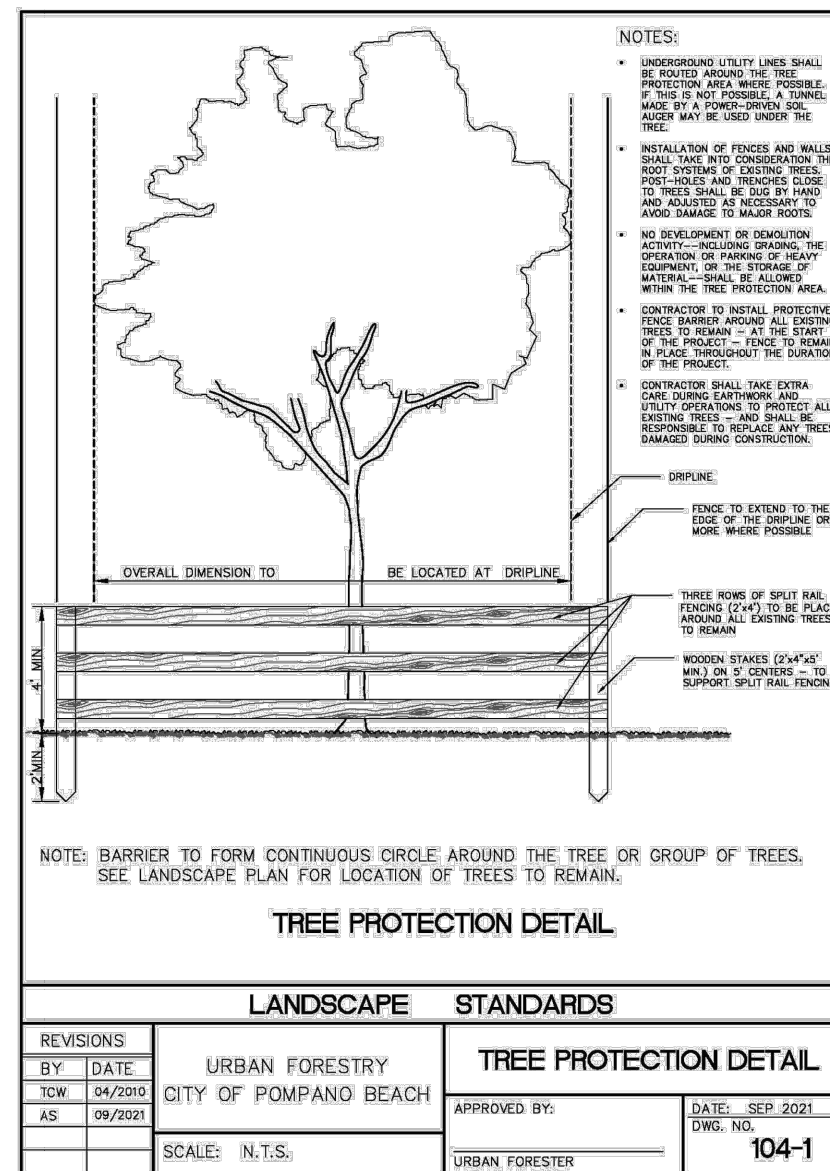 NOTES:
• UNDERGROUND UTILITY LINES SHALL
BE ROUTED AROUND THE TREE
PROTECTION AREA WHERE POSSIBLE.
IF THIS IS NOT POSSIBLE, A TUNNEL
MADE BY A POWER-DRIVEN SOIL
AUGER MAY BE USED UNDER THE
TREE.
• INSTALLATION OF FENCES AND WALLS
SHALL TAKE INTO CONSIDERATION THE
ROOT SYSTEMS OF EXISTING TREES.
POST-HOLES AND TRENCHES CLOSE
TO TREES SHALL BE DUG BY HAND
AND ADJUSTED AS NECESSARY TO
AVOID DAMAGE TO MAJOR ROOTS.
• NO DEVELOPMENT OR DEMOLITION
ACTIVITY--INCLUDING GRADING, THE
OPERATION OR PARKING OF HEAVY
EQUIPMENT, OR THE STORAGE OF
MATERIAL--SHALL BE ALLOWED
WITHIN THE TREE PROTECTION AREA.
• CONTRACTOR TO INSTALL PROTECTIVE
FENCE BARRIER AROUND ALL EXISTING
TREES TO REMAIN - AT THE START
OF THE PROJECT - FENCE TO REMAIN
IN PLACE THROUGHOUT THE DURATION
OF THE PROJECT.
• CONTRACTOR SHALL TAKE EXTRA
CARE DURING EARTHWORK AND
UTILITY OPERATIONS TO PROTECT ALL
EXISTING TREES - AND SHALL BE
RESPONSIBLE TO REPLACE ANY TREES
DAMAGED DURING CONSTRUCTION.
DRIPLINE
FENCE TO EXTEND TO THE
EDGE OF THE DRIPLINE OR
MORE WHERE POSSIBLE
OVERALL DIMENSION TO BE LOCATED AT DRIPLINE
THREE ROWS OF SPLIT RAIL
FENCING (2'x4') TO BE PLAC
AROUND ALL EXISTING TREES
TO REMAIN
WOODEN STAKES (2'x4"x5'
MIN.) ON 5' CENTERS - TO
SUPPORT SPLIT RAIL FENCIN
4' MIN
2'MIN
NOTE: BARRIER TO FORM CONTINUOUS CIRCLE AROUND THE TREE OR GROUP OF TREES.
SEE LANDSCAPE PLAN FOR LOCATION OF TREES TO REMAIN.
TREE PROTECTION DETAIL
LANDSCAPE STANDARDS
REVISIONS
BY DATE
TCW 04/2010
AS 09/2021
URBAN FORESTRY
CITY OF POMPANO BEACH
SCALE: N.T.S.
TREE PROTECTION DETAIL
APPROVED BY:
URBAN FORESTER
DATE: SEP 2021
DWG. NO.
104-1